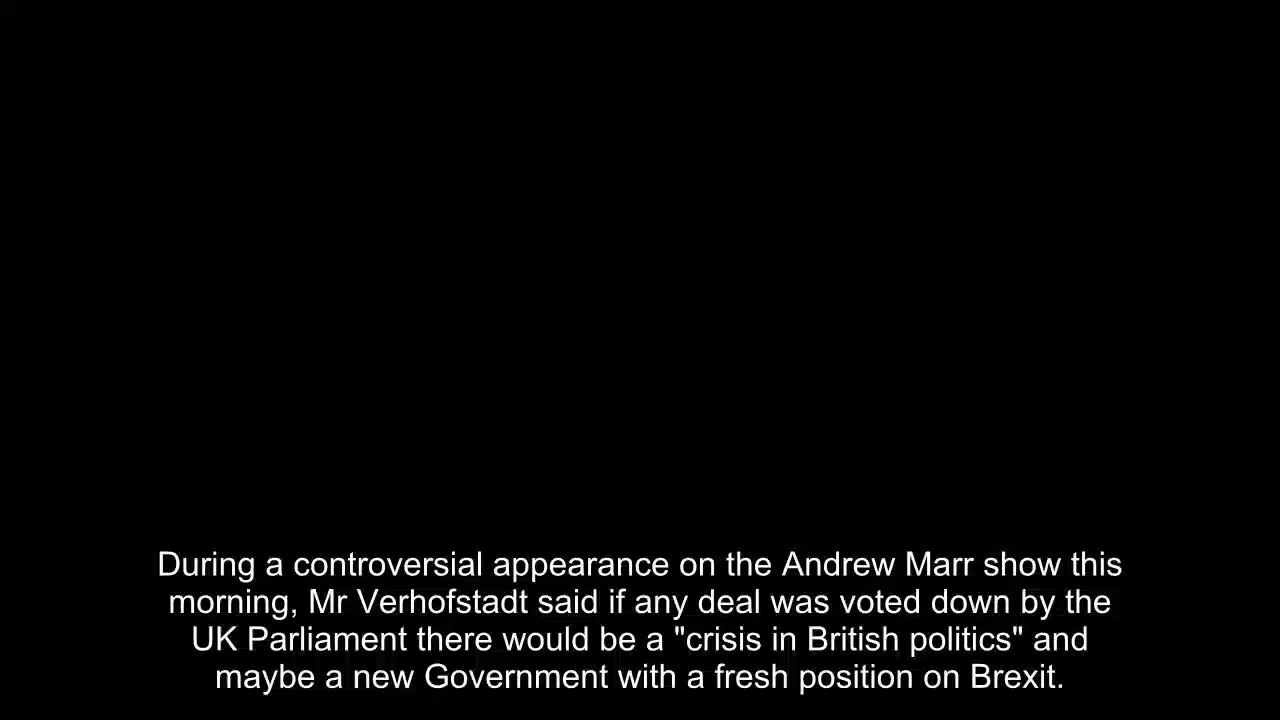 During a controversial appearance on the Andrew Marr show this
morning, Mr Verhofstadt said if any deal was voted down by the
UK Parliament there would be a "crisis in British politics" and
maybe a new Government with a fresh position on Brexit.